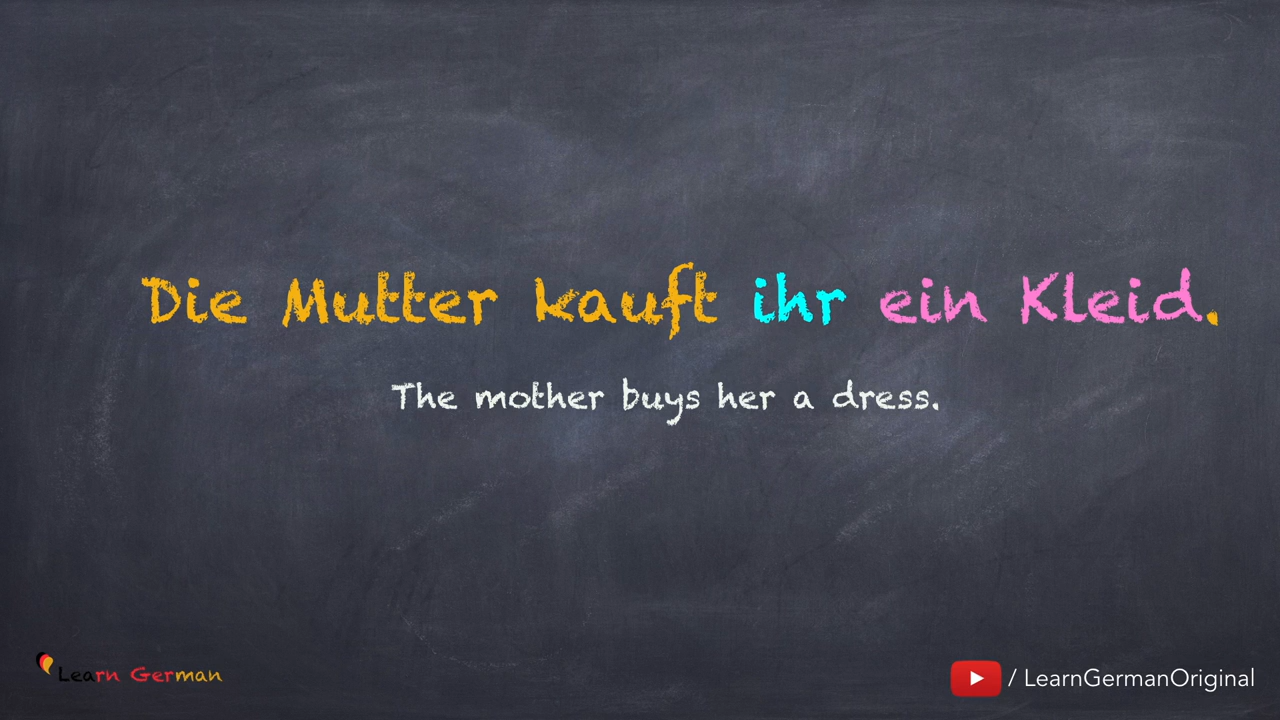 Die Mutter kauft ihr ein Kleid.
The mother buys her a dress.
Learn German
/ LearnGermanOriginal